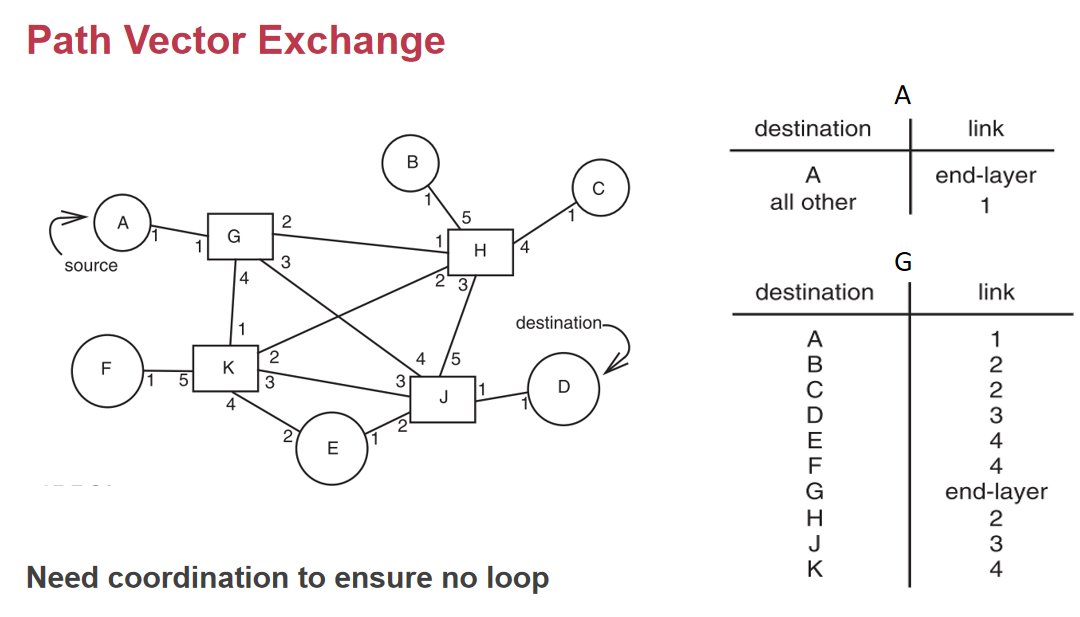 Path Vector Exchange
A
destination link
A end-layer
all other 1
G
destination link
A 1
B 2
C 2
D 3
E 4
F 4
G end-layer
H 2
J 3
K 4
B
1
5
C
1
4
A
1
source
1
G
2
3
4
1
H
2
3
destination
F
1
5
K
1
2
3
4
4
5
3
J
1
2
1
D
2
E
1
Need coordination to ensure no loop